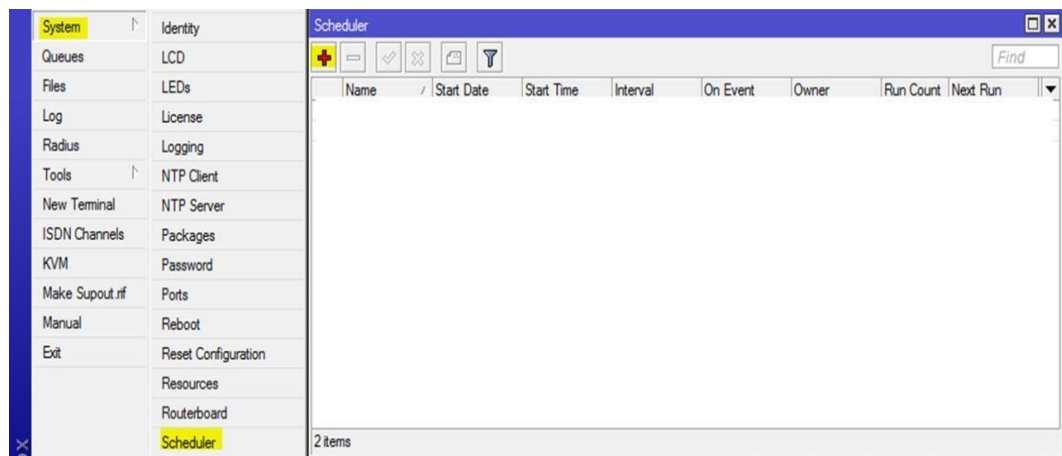 System
Queues
Files
Log
Radius
Tools
New Terminal
ISDN Channels
KVM
Make Supout.rif
Manual
Exit
Identity
LCD
LEDs
License
Logging
NTP Client
NTP Server
Packages
Password
Ports
Reboot
Reset Configuration
Resources
Routerboard
Scheduler
Scheduler
Find
Name / Start Date Start Time Interval On Event Owner Run Count Next Run
2 items